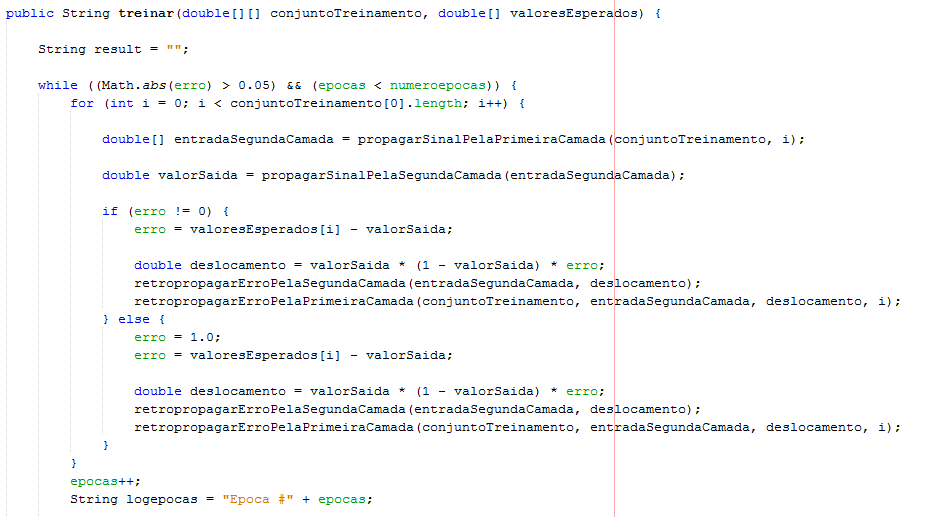 public String treinar(double[][] conjuntoTreinamento, double[] valoresEsperados) {
String result = "";
while ((Math.abs(erro) > 0.05) && (epocas < numeroepocas)) {
for (int i = 0; i < conjuntoTreinamento[0].length; i++) {
double[] entradaSegundaCamada = propagarSinalPelaPrimeiraCamada(conjuntoTreinamento, i);
double valorSaida = propagarSinalPelaSegundaCamada(entradaSegundaCamada);
if (erro != 0) {
erro = valoresEsperados[i] - valorSaida;
double deslocamento = valorSaida * (1 - valorSaida) * erro;
retropropagarErroPelaSegundaCamada(entradaSegundaCamada, deslocamento);
retropropagarErroPelaPrimeiraCamada(conjuntoTreinamento, entradaSegundaCamada, deslocamento, i);
} else {
erro = 1.0;
erro = valoresEsperados[i] - valorSaida;
double deslocamento = valorSaida * (1 - valorSaida) * erro;
retropropagarErroPelaSegundaCamada(entradaSegundaCamada, deslocamento);
retropropagarErroPelaPrimeiraCamada(conjuntoTreinamento, entradaSegundaCamada, deslocamento, i);
}
}
epocas++;
String logepocas = "Epoca #" + epocas;